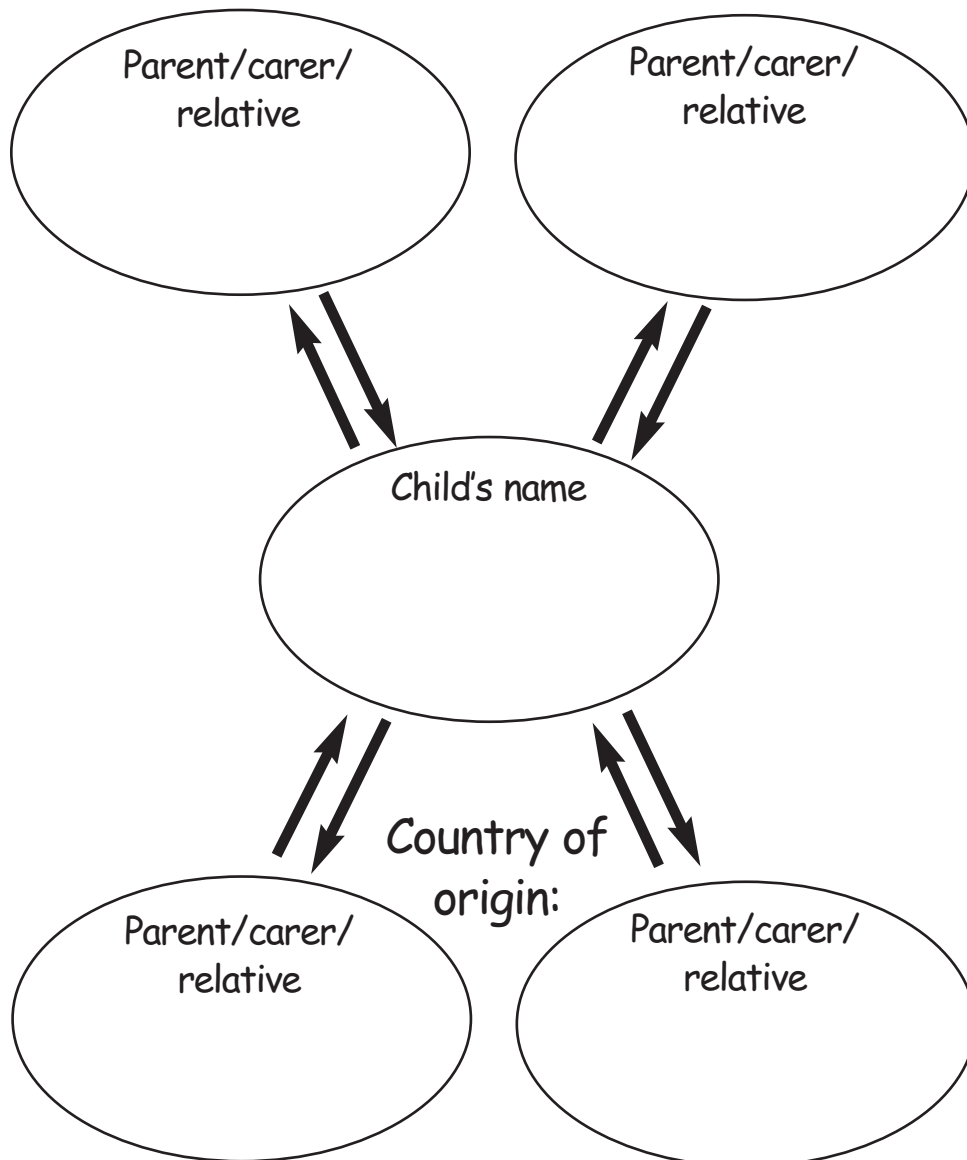 Parent/carer/
relative
Parent/carer/
relative
Child's name
Country of
origin:
Parent/carer/
relative
Parent/carer/
relative